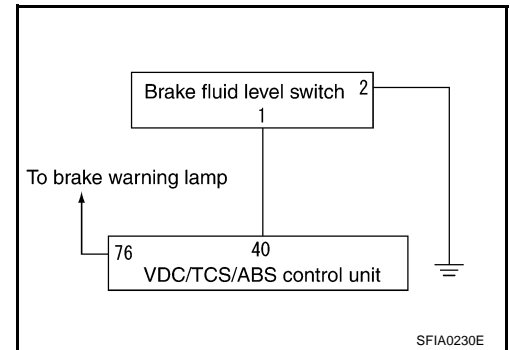 Brake fluid level switch 2
1
To brake warning lamp
76 40
VDC/TCS/ABS control unit
SFIA0230E